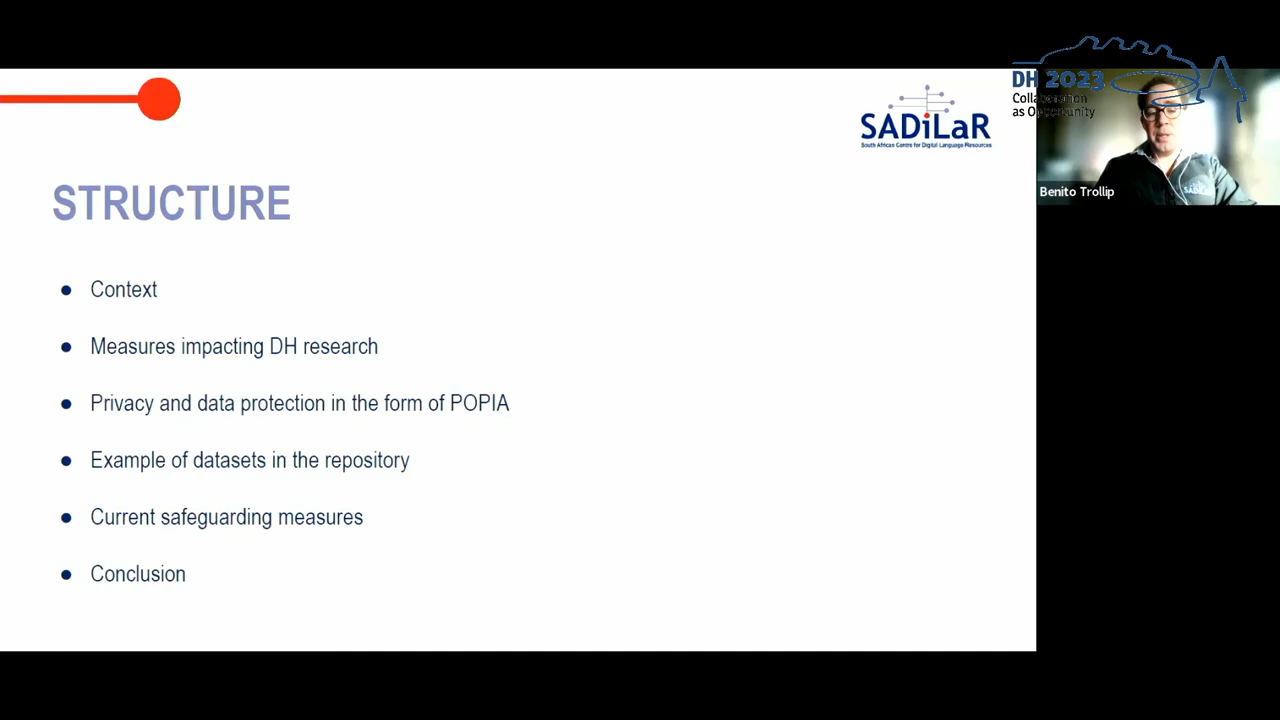 DH 2023
Collaboration
as Opportunity
SADiLaR
South African Centre for Digital Language Resources
Benito Trollip
STRUCTURE
● Context
● Measures impacting DH research
● Privacy and data protection in the form of POPIA
● Example of datasets in the repository
● Current safeguarding measures
● Conclusion